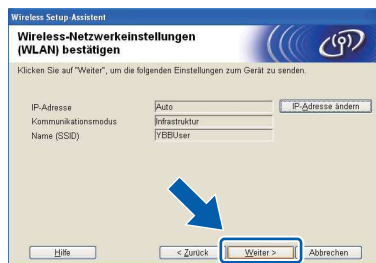 Wireless Setup-Assistent
Wireless-Netzwerkeinstellungen
(WLAN) bestätigen
Klicken Sie auf "Weiter", um die folgenden Einstellungen zum Gerät zu senden.
IP-Adresse Auto IP-Adresse ändern
Kommunikationsmodus Infrastruktur
Name (SSID) YBBUser
Hilfe < Zurück Weiter > Abbrechen